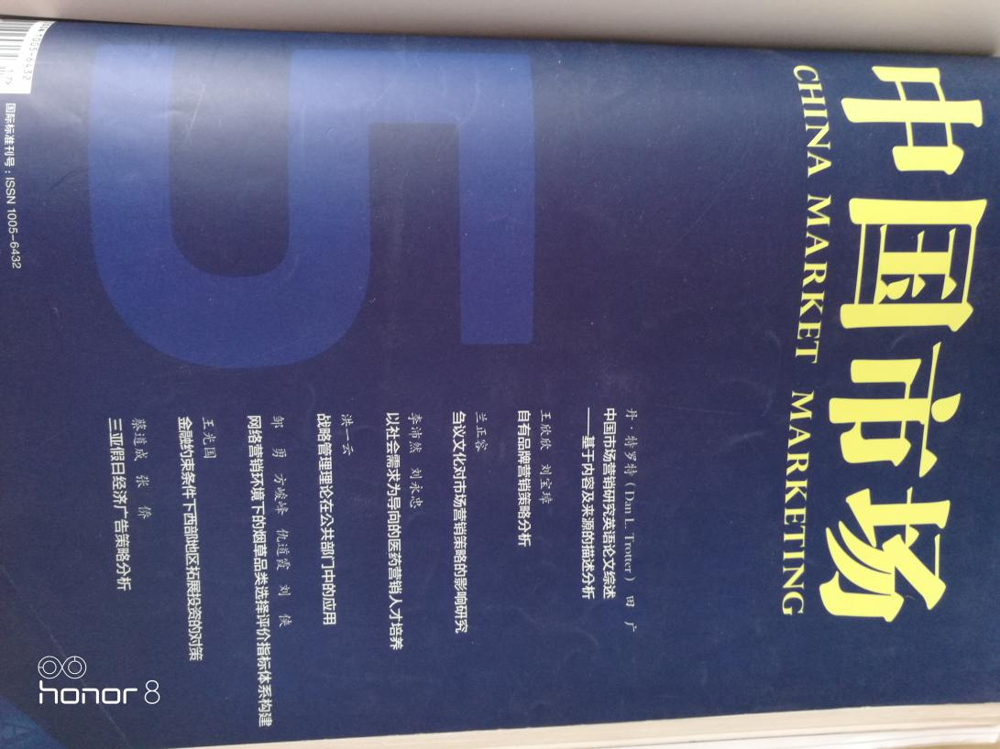 中国市场
CHINA MARKET MARKETING
5
丹·特罗特（Dan L. Trotter） 田 广
中国市场营销研究英语论文综述
——基于内容及来源的描述分析
王欣欣 刘宝璋
自有品牌营销策略分析
兰正容
刍议文化对市场营销策略的影响研究
李沛然 刘永忠
以社会需求为导向的医药营销人才培养
洪一云
战略管理理论在公共部门中的应用
邹 勇 方峻峰 仇道霞 刘 侠
网络营销环境下的烟草品类选择评价指标体系构建
王光国
金融约束条件下西部地区拓展投资的对策
蔡道成 张 侨
三亚假日经济广告策略分析
1005-6432
国际标准刊号：ISSN 1005-6432
honor 8